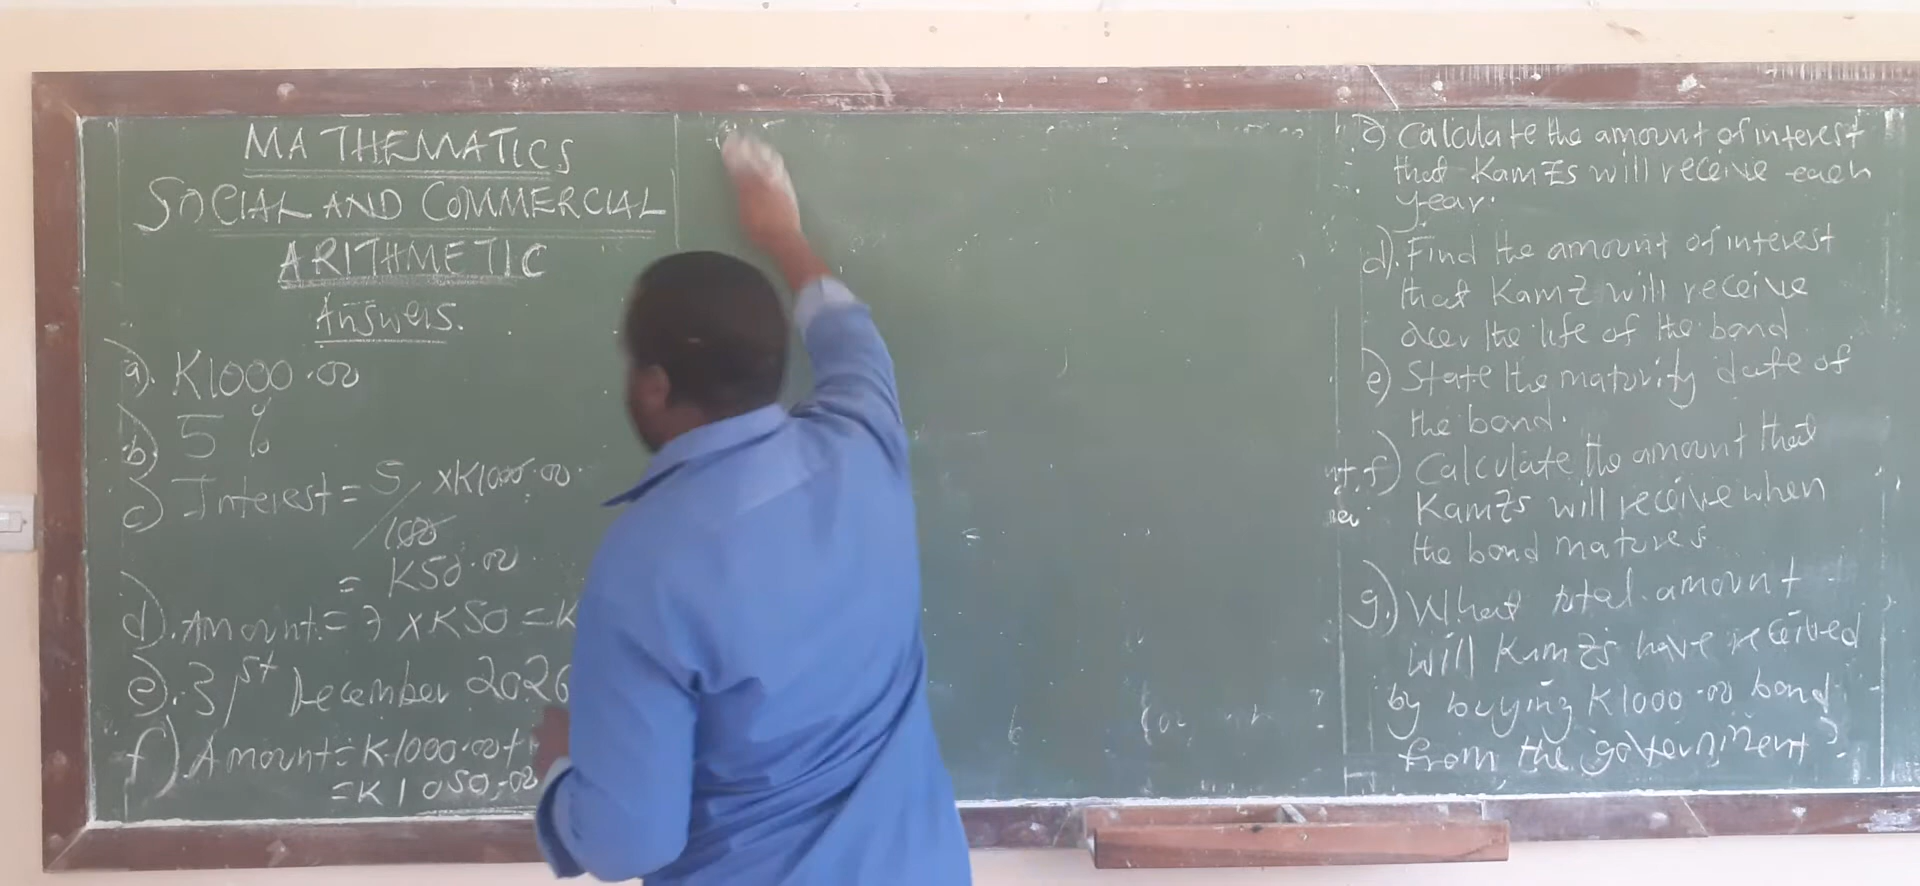 MATHEMATICS
SOCIAL AND COMMERCIAL
ARITHMETIC
Answers.
a). K1000.00
b) 5%
c) Interest = 5/100 x K1000.00
= K50.00
d). Amount = 7 x K50 = K
e). 31st December 2026
f) Amount = K1000.00 +
= K1050.00
c) Calculate the amount of interest
that KamZs will receive each
year.
d). Find the amount of interest
that KamZ will receive
over the life of the bond
e) State the maturity date of
the bond.
f) Calculate the amount that
KamZs will receive when
the bond matures
g.) What total amount
will KamZs have received
by buying K1000.00 bond
from the government?